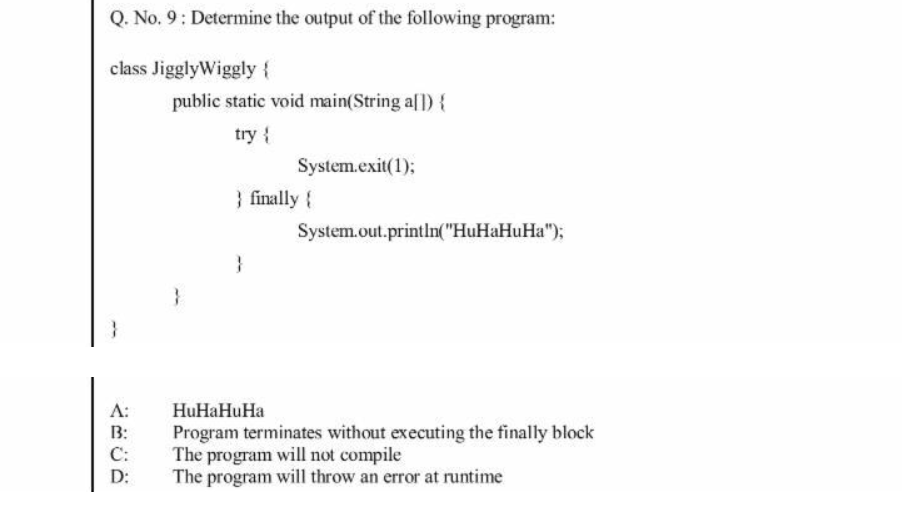 Q. No. 9 : Determine the output of the following program:
class JigglyWiggly {
public static void main(String a[]) {
try {
System.exit(1);
} finally {
System.out.println("HuHaHuHa");
}
}
}
A: HuHaHuHa
B: Program terminates without executing the finally block
C: The program will not compile
D: The program will throw an error at runtime